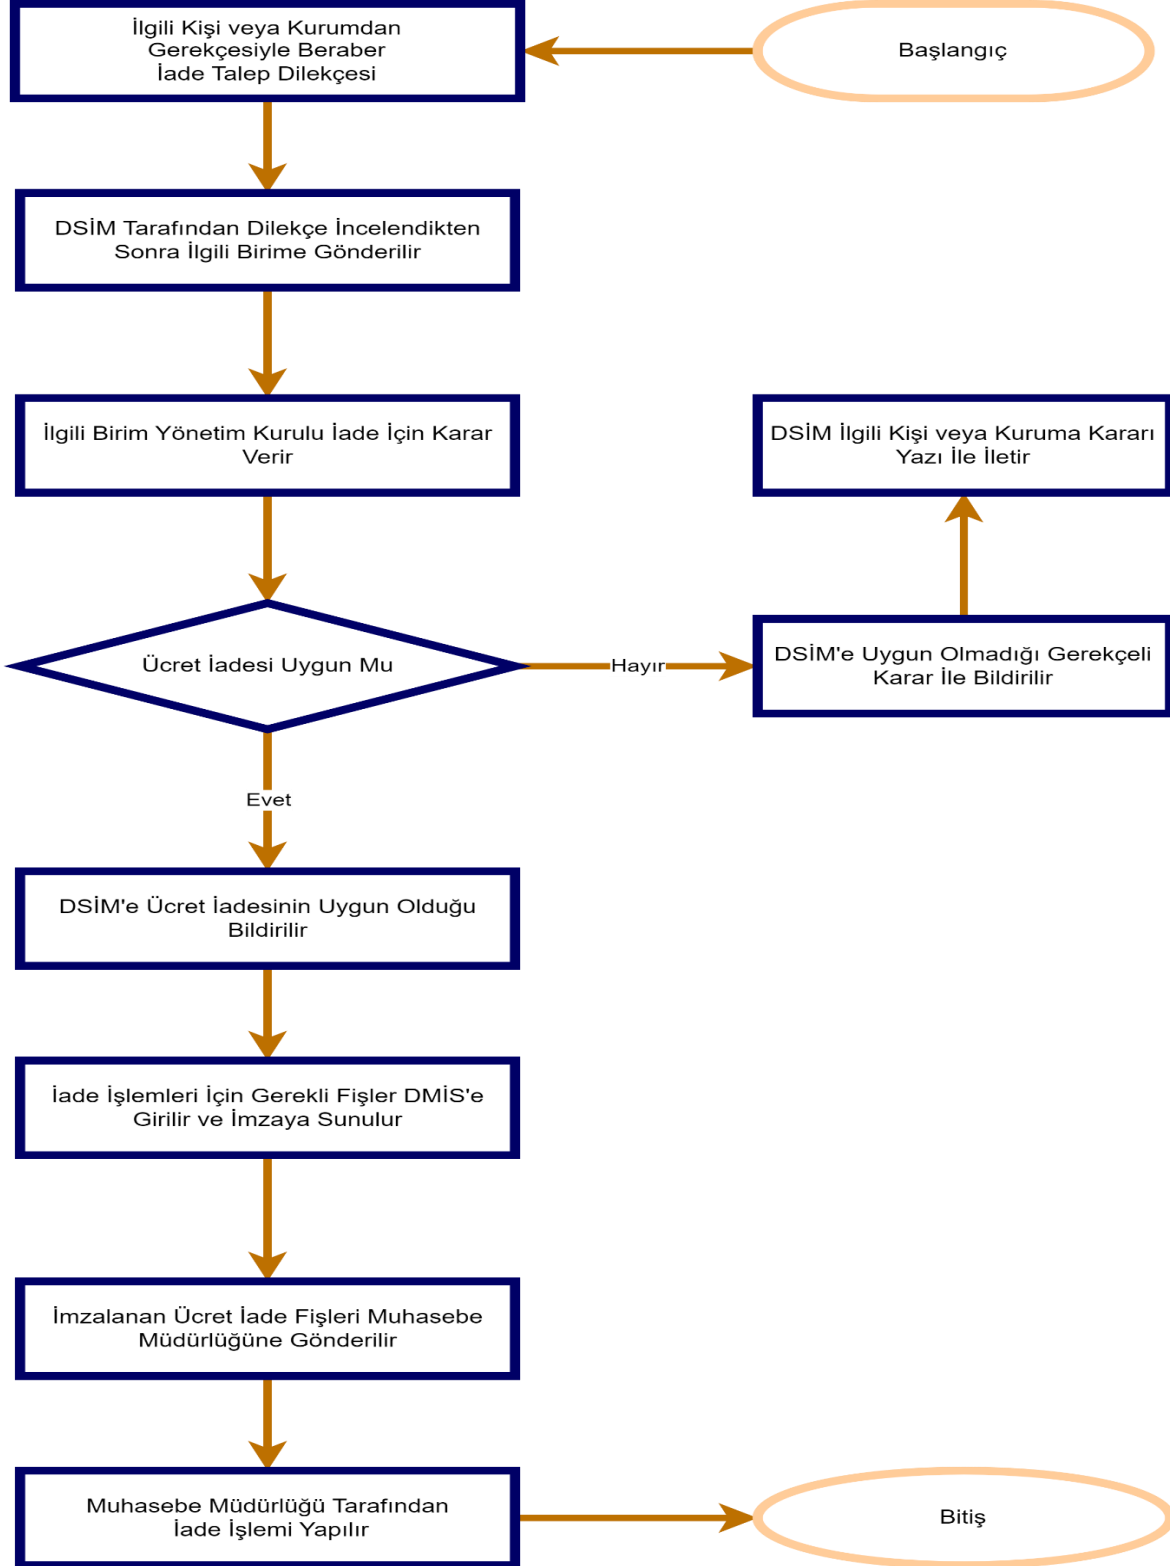 Başlangıç
İlgili Kişi veya Kurumdan
Gerekçesiyle Beraber
İade Talep Dilekçesi
DSİM Tarafından Dilekçe İncelendikten
Sonra İlgili Birime Gönderilir
İlgili Birim Yönetim Kurulu İade İçin Karar
Verir
Ücret İadesi Uygun Mu
Hayır
DSİM'e Uygun Olmadığı Gerekçeli
Karar İle Bildirilir
DSİM İlgili Kişi veya Kuruma Kararı
Yazı İle İletir
Evet
DSİM'e Ücret İadesinin Uygun Olduğu
Bildirilir
İade İşlemleri İçin Gerekli Fişler DMİS'e
Girilir ve İmzaya Sunulur
İmzalanan Ücret İade Fişleri Muhasebe
Müdürlüğüne Gönderilir
Muhasebe Müdürlüğü Tarafından
İade İşlemi Yapılır
Bitiş